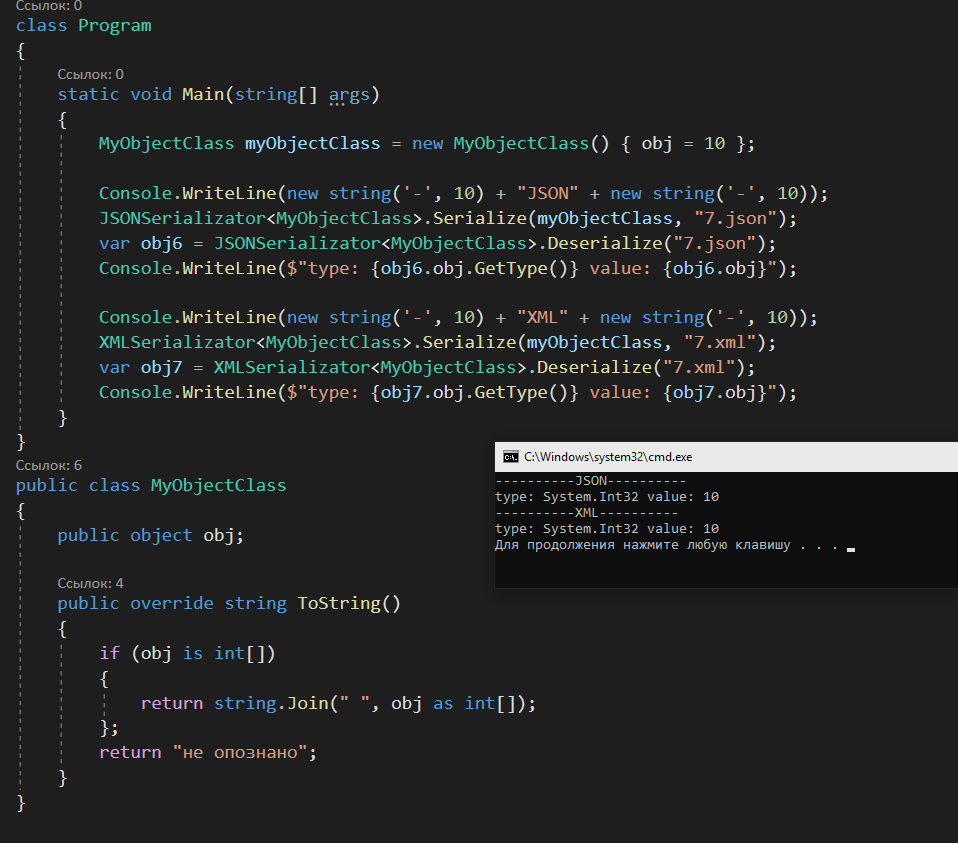 Ссылок: 0
class Program
{
Ссылок: 0
static void Main(string[] args)
{
MyObjectClass myObjectClass = new MyObjectClass() { obj = 10 };
Console.WriteLine(new string('-', 10) + "JSON" + new string('-', 10));
JSONSerializator<MyObjectClass>.Serialize(myObjectClass, "7.json");
var obj6 = JSONSerializator<MyObjectClass>.Deserialize("7.json");
Console.WriteLine($"type: {obj6.obj.GetType()} value: {obj6.obj}");
Console.WriteLine(new string('-', 10) + "XML" + new string('-', 10));
XMLSerializator<MyObjectClass>.Serialize(myObjectClass, "7.xml");
var obj7 = XMLSerializator<MyObjectClass>.Deserialize("7.xml");
Console.WriteLine($"type: {obj7.obj.GetType()} value: {obj7.obj}");
}
}
Ссылок: 6
public class MyObjectClass
{
public object obj;
Ссылок: 4
public override string ToString()
{
if (obj is int[])
{
return string.Join(" ", obj as int[]);
};
return "не опознано";
}
}
C:\Windows\system32\cmd.exe
----------JSON----------
type: System.Int32 value: 10
----------XML----------
type: System.Int32 value: 10
Для продолжения нажмите любую клавишу . . .